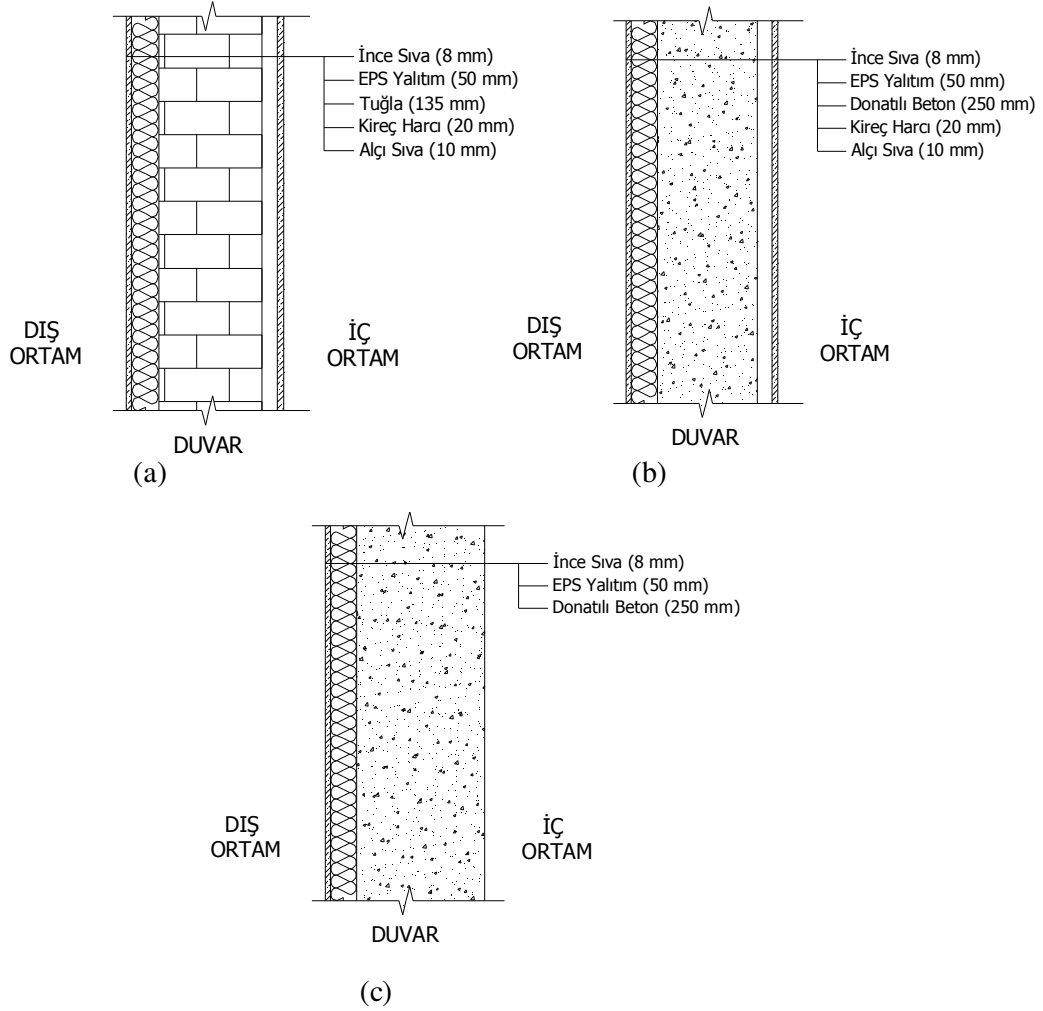 İnce Sıva (8 mm)
EPS Yalıtım (50 mm)
Tuğla (135 mm)
Kireç Harcı (20 mm)
Alçı Sıva (10 mm)
DIŞ
ORTAM
İÇ
ORTAM
DUVAR
(a)
İnce Sıva (8 mm)
EPS Yalıtım (50 mm)
Donatılı Beton (250 mm)
Kireç Harcı (20 mm)
Alçı Sıva (10 mm)
DIŞ
ORTAM
İÇ
ORTAM
DUVAR
(b)
İnce Sıva (8 mm)
EPS Yalıtım (50 mm)
Donatılı Beton (250 mm)
DIŞ
ORTAM
İÇ
ORTAM
DUVAR
(c)